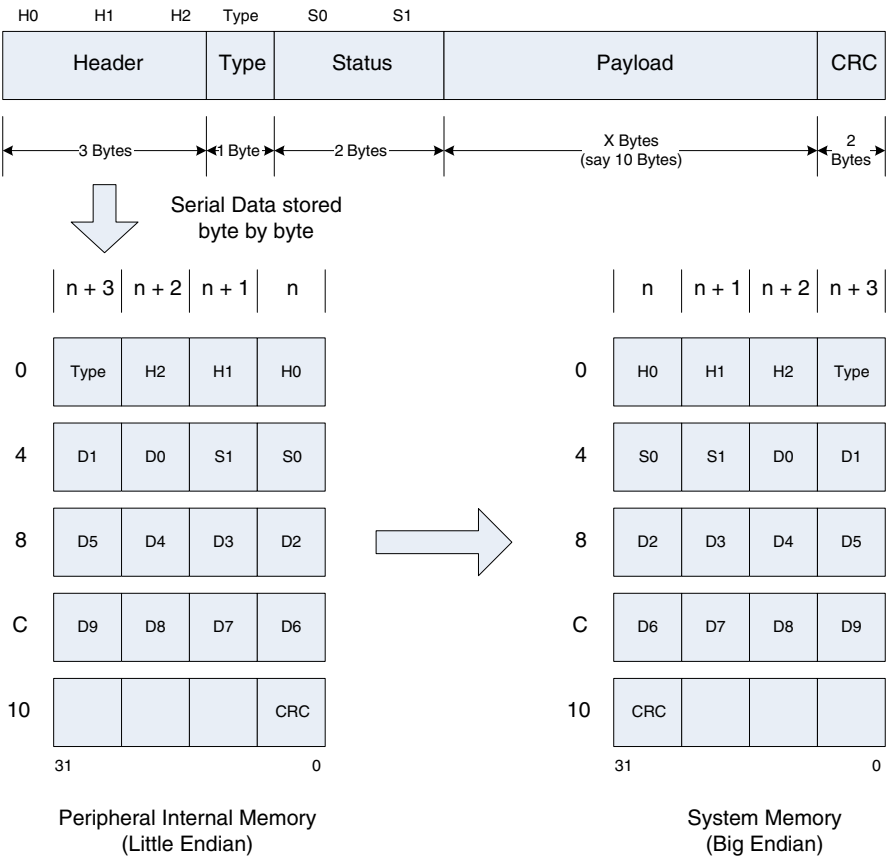 H0 H1 H2 Type S0 S1
Header Type Status Payload CRC
3 Bytes 1 Byte 2 Bytes X Bytes (say 10 Bytes) 2 Bytes
Serial Data stored
byte by byte
n + 3 n + 2 n + 1 n
0 Type H2 H1 H0
4 D1 D0 S1 S0
8 D5 D4 D3 D2
C D9 D8 D7 D6
10 CRC
31 0
Peripheral Internal Memory
(Little Endian)
n n + 1 n + 2 n + 3
0 H0 H1 H2 Type
4 S0 S1 D0 D1
8 D2 D3 D4 D5
C D6 D7 D8 D9
10 CRC
31 0
System Memory
(Big Endian)